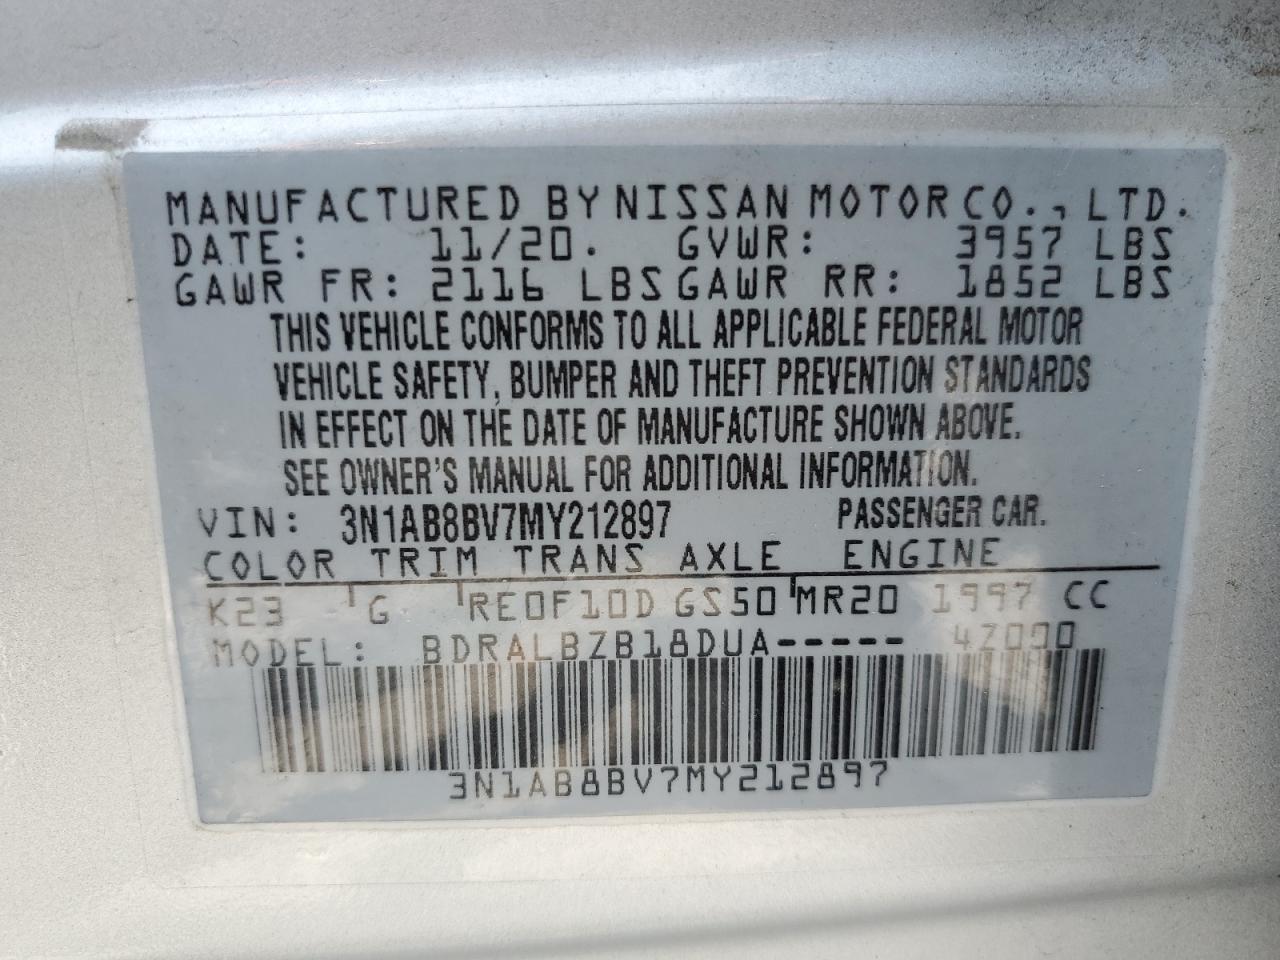 MANUFACTURED BY NISSAN MOTOR CO., LTD.
DATE: 11/20. GVWR: 3957 LBS
GAWR FR: 2116 LBS GAWR RR: 1852 LBS
THIS VEHICLE CONFORMS TO ALL APPLICABLE FEDERAL MOTOR
VEHICLE SAFETY, BUMPER AND THEFT PREVENTION STANDARDS
IN EFFECT ON THE DATE OF MANUFACTURE SHOWN ABOVE.
SEE OWNER'S MANUAL FOR ADDITIONAL INFORMATION.
VIN: 3N1AB8BV7MY212897 PASSENGER CAR.
COLOR TRIM TRANS AXLE ENGINE
K23 G RE0F10D GS50 MR20 1997 CC
MODEL: BDRALBZB18DUA----- 4Z000
3N1AB8BV7MY212897